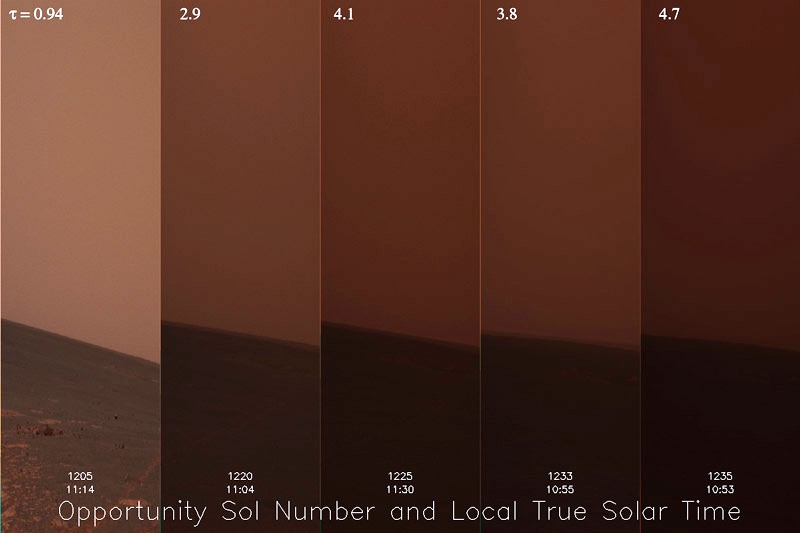 τ = 0.94 2.9 4.1 3.8 4.7
1205 1220 1225 1233 1235
11:14 11:04 11:30 10:55 10:53
Opportunity Sol Number and Local True Solar Time